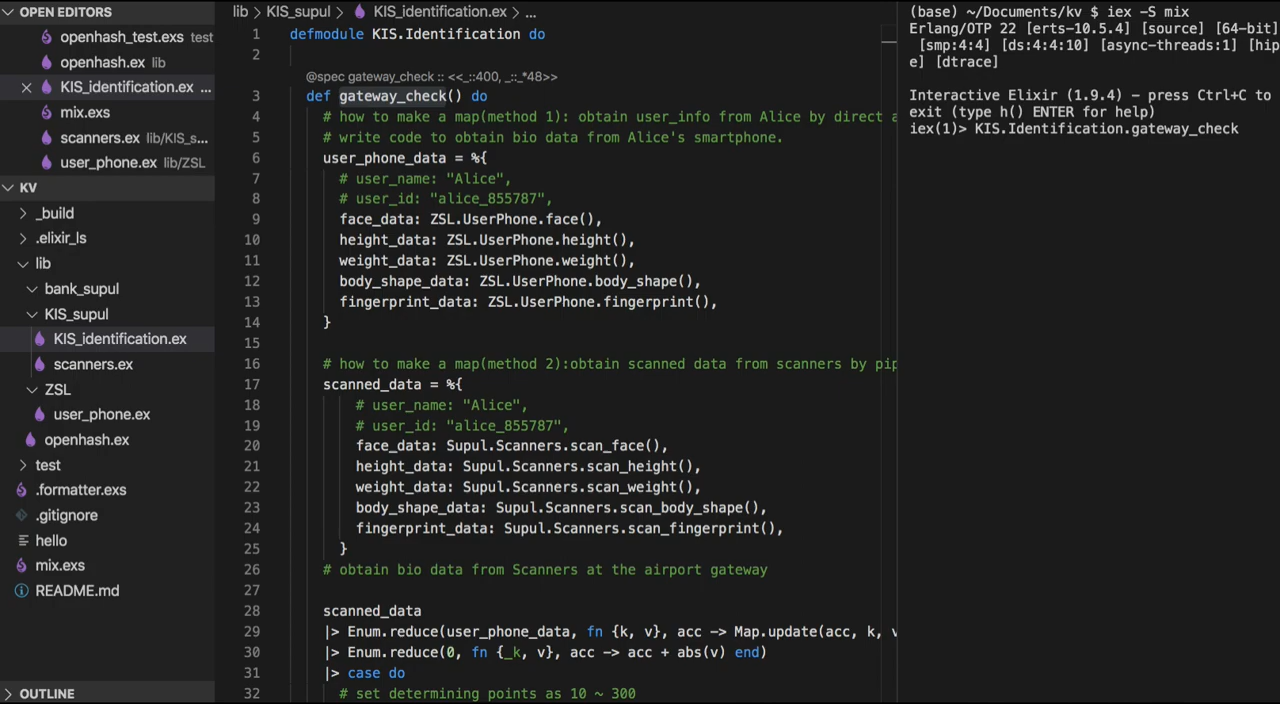 OPEN EDITORS
openhash_test.exs test
openhash.ex lib
KIS_identification.ex ...
mix.exs
scanners.ex lib/KIS_s...
user_phone.ex lib/ZSL
KV
_build
.elixir_ls
lib
bank_supul
KIS_supul
KIS_identification.ex
scanners.ex
ZSL
user_phone.ex
openhash.ex
test
.formatter.exs
.gitignore
hello
mix.exs
README.md
OUTLINE
lib > KIS_supul > KIS_identification.ex > ...
1 defmodule KIS.Identification do
2
@spec gateway_check :: <<_::400, _::_*48>>
3 def gateway_check() do
4 # how to make a map(method 1): obtain user_info from Alice by direct a
5 # write code to obtain bio data from Alice's smartphone.
6 user_phone_data = %{
7 # user_name: "Alice",
8 # user_id: "alice_855787",
9 face_data: ZSL.UserPhone.face(),
10 height_data: ZSL.UserPhone.height(),
11 weight_data: ZSL.UserPhone.weight(),
12 body_shape_data: ZSL.UserPhone.body_shape(),
13 fingerprint_data: ZSL.UserPhone.fingerprint(),
14 }
15
16 # how to make a map(method 2):obtain scanned data from scanners by pip
17 scanned_data = %{
18 # user_name: "Alice",
19 # user_id: "alice_855787",
20 face_data: Supul.Scanners.scan_face(),
21 height_data: Supul.Scanners.scan_height(),
22 weight_data: Supul.Scanners.scan_weight(),
23 body_shape_data: Supul.Scanners.scan_body_shape(),
24 fingerprint_data: Supul.Scanners.scan_fingerprint(),
25 }
26 # obtain bio data from Scanners at the airport gateway
27
28 scanned_data
29 |> Enum.reduce(user_phone_data, fn {k, v}, acc -> Map.update(acc, k, v
30 |> Enum.reduce(0, fn {_k, v}, acc -> acc + abs(v) end)
31 |> case do
32 # set determining points as 10 ~ 300
(base) ~/Documents/kv $ iex -S mix
Erlang/OTP 22 [erts-10.5.4] [source] [64-bit]
[smp:4:4] [ds:4:4:10] [async-threads:1] [hip
e] [dtrace]
Interactive Elixir (1.9.4) - press Ctrl+C to
exit (type h() ENTER for help)
iex(1)> KIS.Identification.gateway_check